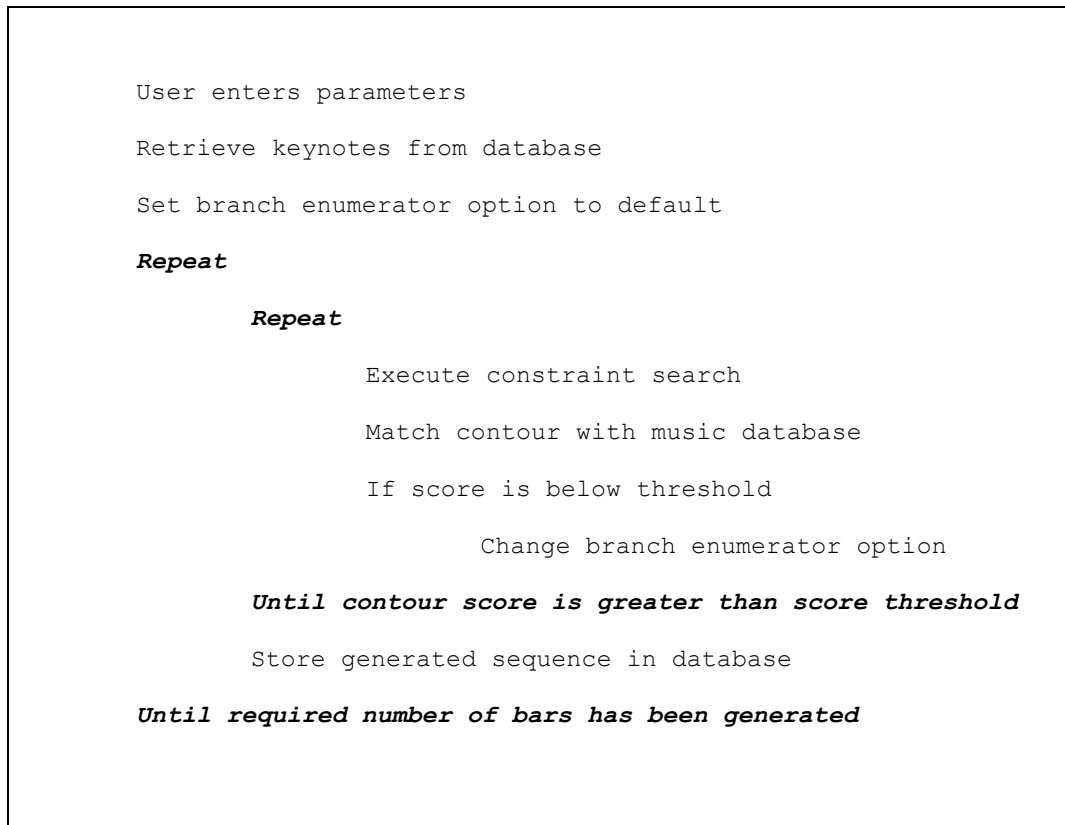 User enters parameters
Retrieve keynotes from database
Set branch enumerator option to default
Repeat
Repeat
Execute constraint search
Match contour with music database
If score is below threshold
Change branch enumerator option
Until contour score is greater than score threshold
Store generated sequence in database
Until required number of bars has been generated